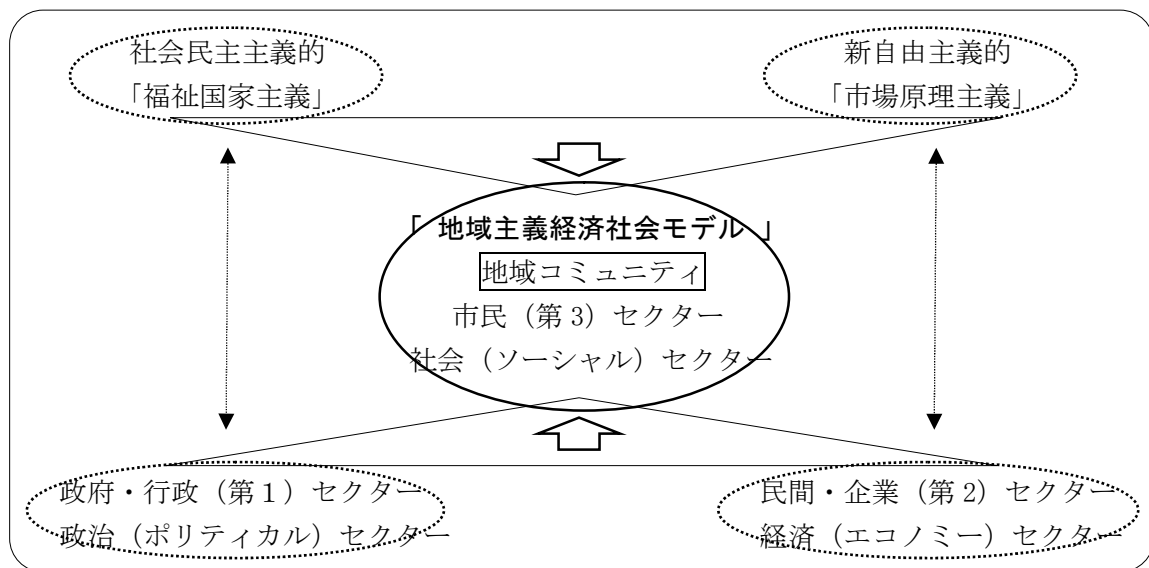 社会民主主義的
「福祉国家主義」
新自由主義的
「市場原理主義」
「 地域主義経済社会モデル 」
地域コミュニティ
市民（第３）セクター
社会（ソーシャル）セクター
政府・行政（第１）セクター
政治（ポリティカル）セクター
民間・企業（第２）セクター
経済（エコノミー）セクター